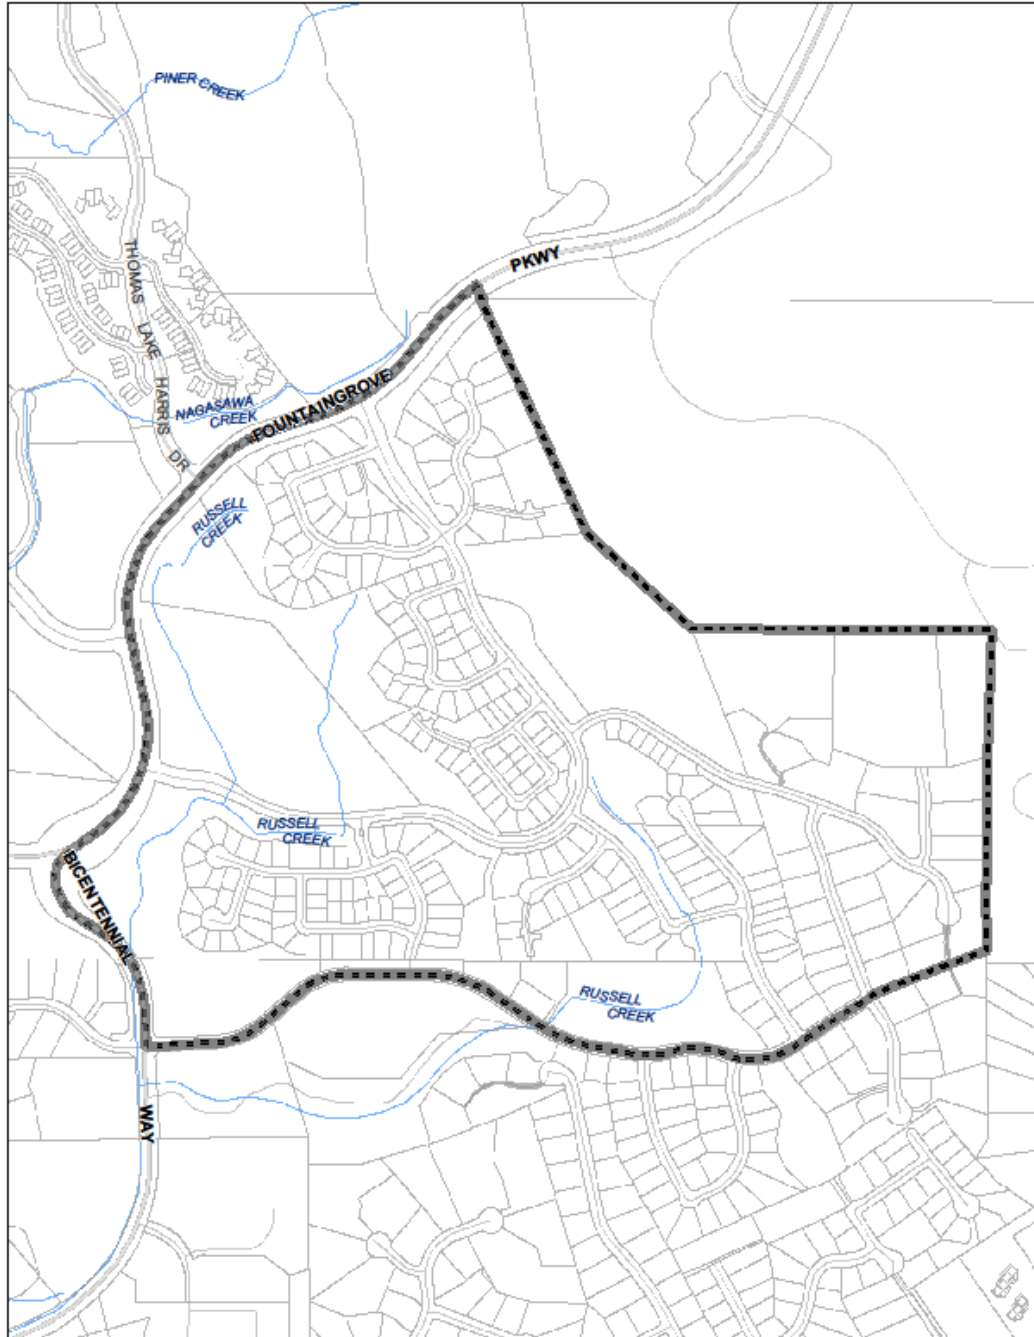 PINER CREEK
PKWY
THOMAS LAKE HARRIS DR
NAGASAWA
CREEK
FOUNTAINGROVE
RUSSELL
CREEK
RUSSELL
CREEK
BICENTENNIAL
RUSSELL
CREEK
WAY